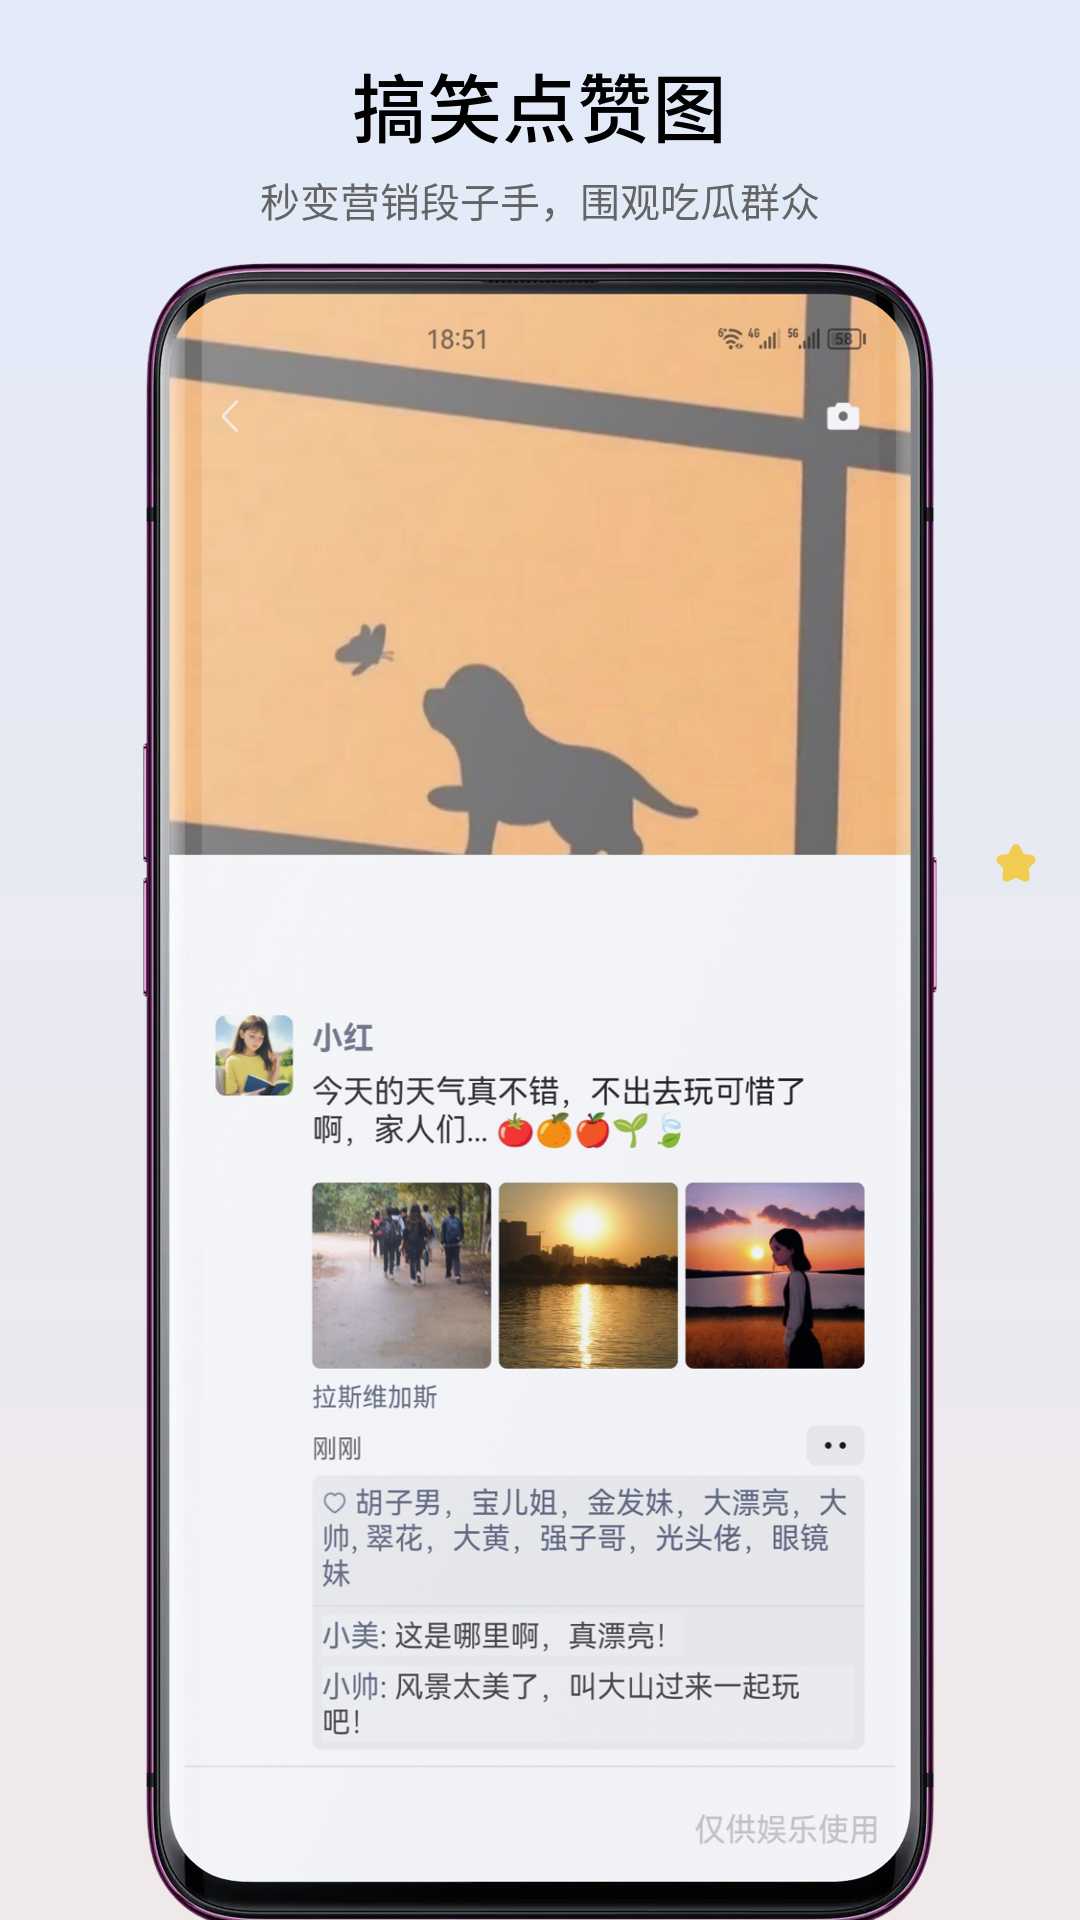 搞笑点赞图
秒变营销段子手，围观吃瓜群众
18:51
6+ 4G 5G 58
小红
今天的天气真不错，不出去玩可惜了
啊，家人们... 🍅🍊🍎🌱🍃
拉斯维加斯
刚刚
胡子男，宝儿姐，金发妹，大漂亮，大
帅, 翠花，大黄，强子哥，光头佬，眼镜
妹
小美: 这是哪里啊，真漂亮！
小帅: 风景太美了，叫大山过来一起玩
吧！
仅供娱乐使用